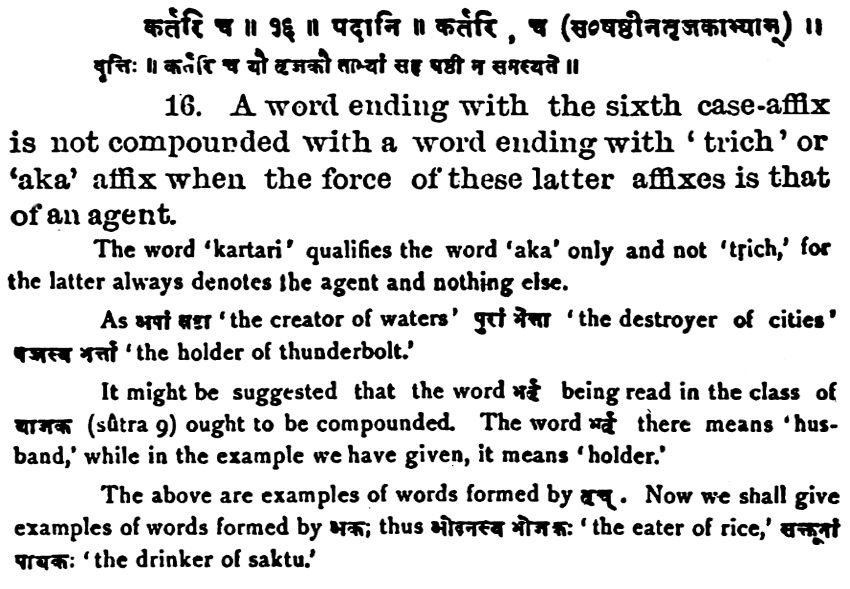 कर्तरि च ॥ १६ ॥ पदानि ॥ कर्तरि, च (स०षष्ठीनतृजकाभ्याम्) ॥
वृत्तिः ॥ कर्तरि च यौ तृजकौ ताभ्यां सह षष्ठी न समस्यते ॥
16. A word ending with the sixth case-affix
is not compounded with a word ending with ‘trich’ or
‘aka’ affix when the force of these latter affixes is that
of an agent.
The word ‘kartari’ qualifies the word ‘aka’ only and not ‘tṛich,’ for
the latter always denotes the agent and nothing else.
As अपां स्रष्टा ‘the creator of waters’ पुरां भेत्ता ‘the destroyer of cities’
वज्रस्य भर्त्ता ‘the holder of thunderbolt.’
It might be suggested that the word भर्तृ being read in the class of
याजक (sûtra 9) ought to be compounded. The word भर्तृ there means ‘hus-
band,’ while in the example we have given, it means ‘holder.’
The above are examples of words formed by तृच्. Now we shall give
examples of words formed by अक; thus ओदनस्य भोजकः ‘the eater of rice,’ सक्तूनां
पायकः ‘the drinker of saktu.’